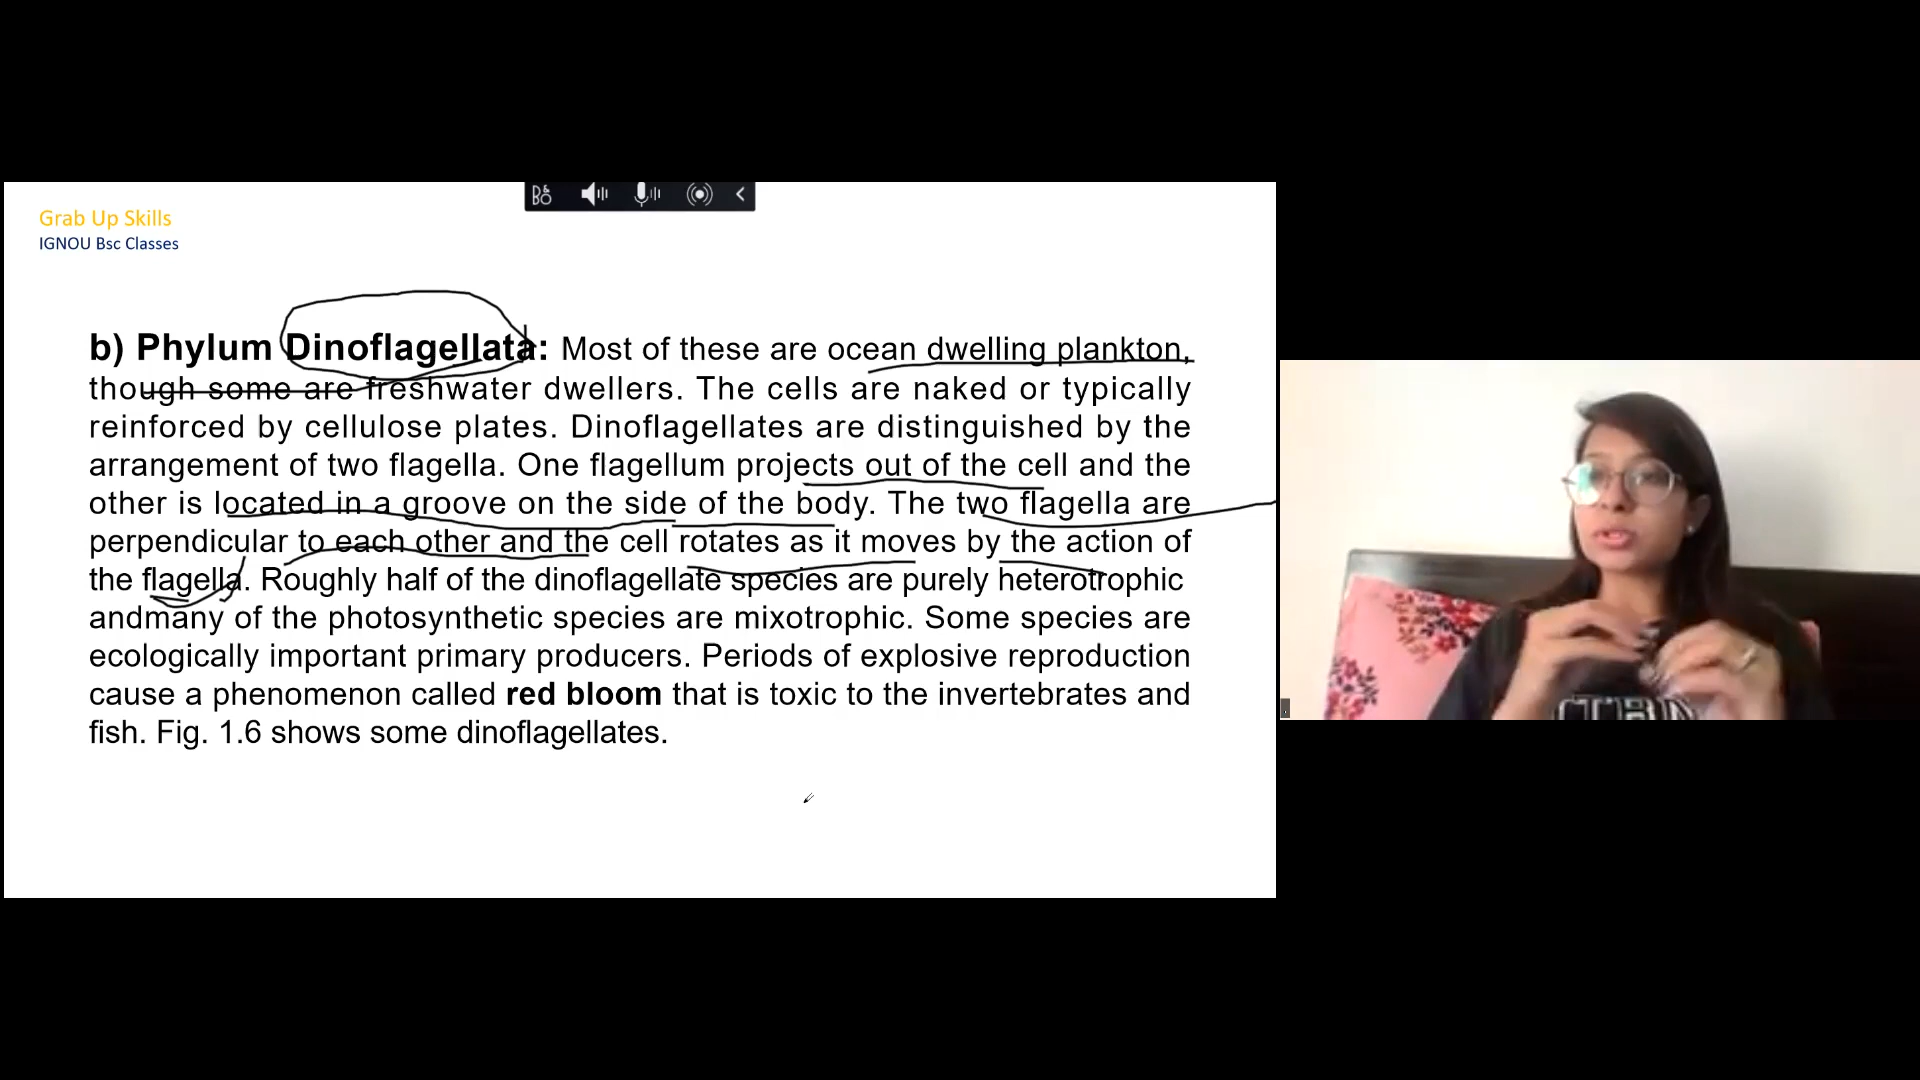 Grab Up Skills
IGNOU Bsc Classes
b) Phylum Dinoflagellata: Most of these are ocean dwelling plankton,
though some are freshwater dwellers. The cells are naked or typically
reinforced by cellulose plates. Dinoflagellates are distinguished by the
arrangement of two flagella. One flagellum projects out of the cell and the
other is located in a groove on the side of the body. The two flagella are
perpendicular to each other and the cell rotates as it moves by the action of
the flagella. Roughly half of the dinoflagellate species are purely heterotrophic
andmany of the photosynthetic species are mixotrophic. Some species are
ecologically important primary producers. Periods of explosive reproduction
cause a phenomenon called red bloom that is toxic to the invertebrates and
fish. Fig. 1.6 shows some dinoflagellates.